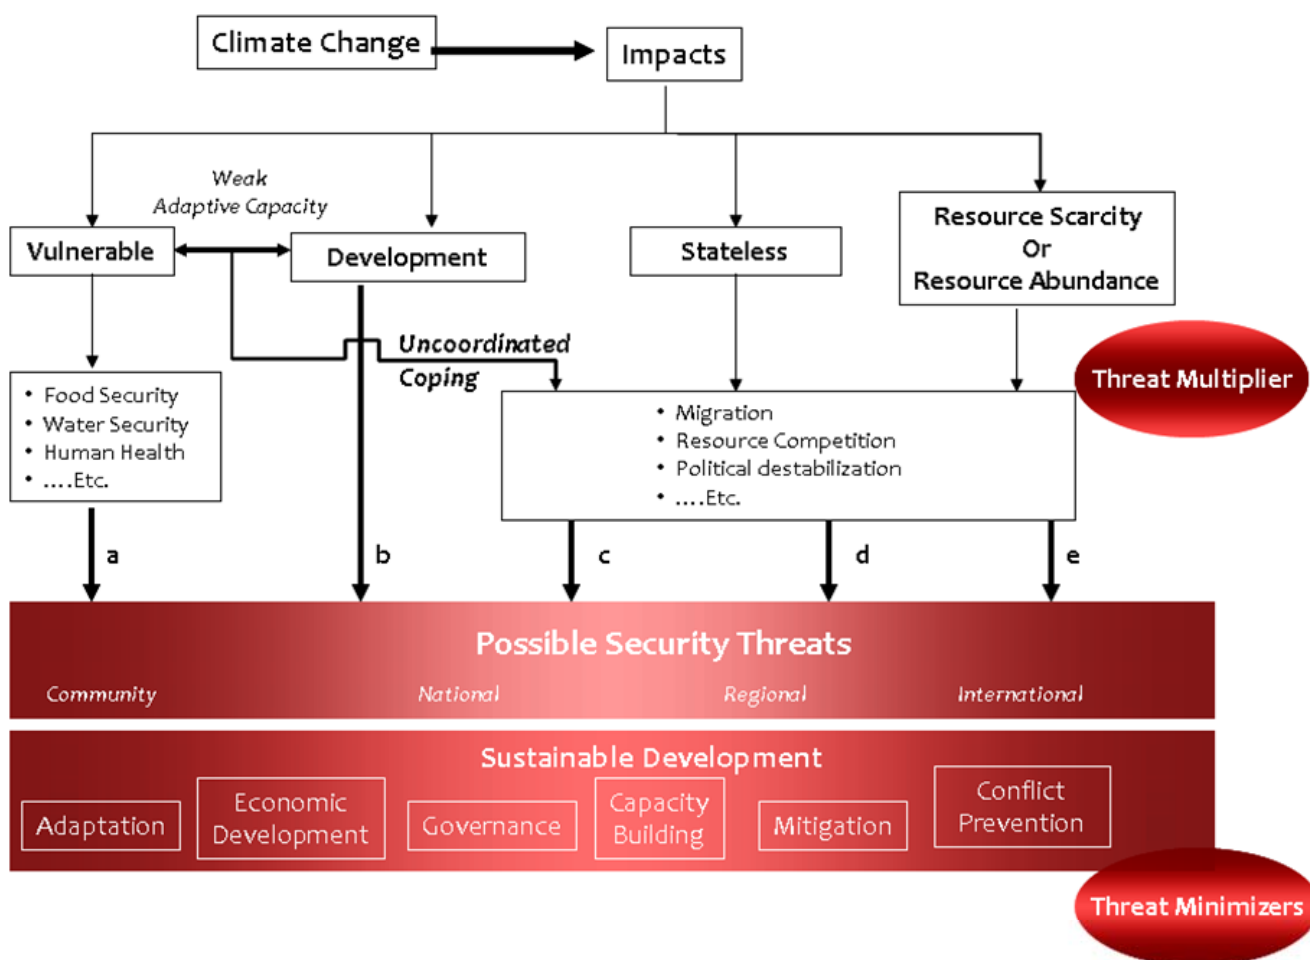 Climate Change
Impacts
Weak
Adaptive Capacity
Vulnerable
Development
Stateless
Resource Scarcity
Or
Resource Abundance
Uncoordinated
Coping
Threat Multiplier
• Food Security
• Water Security
• Human Health
• ....Etc.
• Migration
• Resource Competition
• Political destabilization
• ....Etc.
a
b
c
d
e
Possible Security Threats
Community
National
Regional
International
Sustainable Development
Adaptation
Economic
Development
Governance
Capacity
Building
Mitigation
Conflict
Prevention
Threat Minimizers